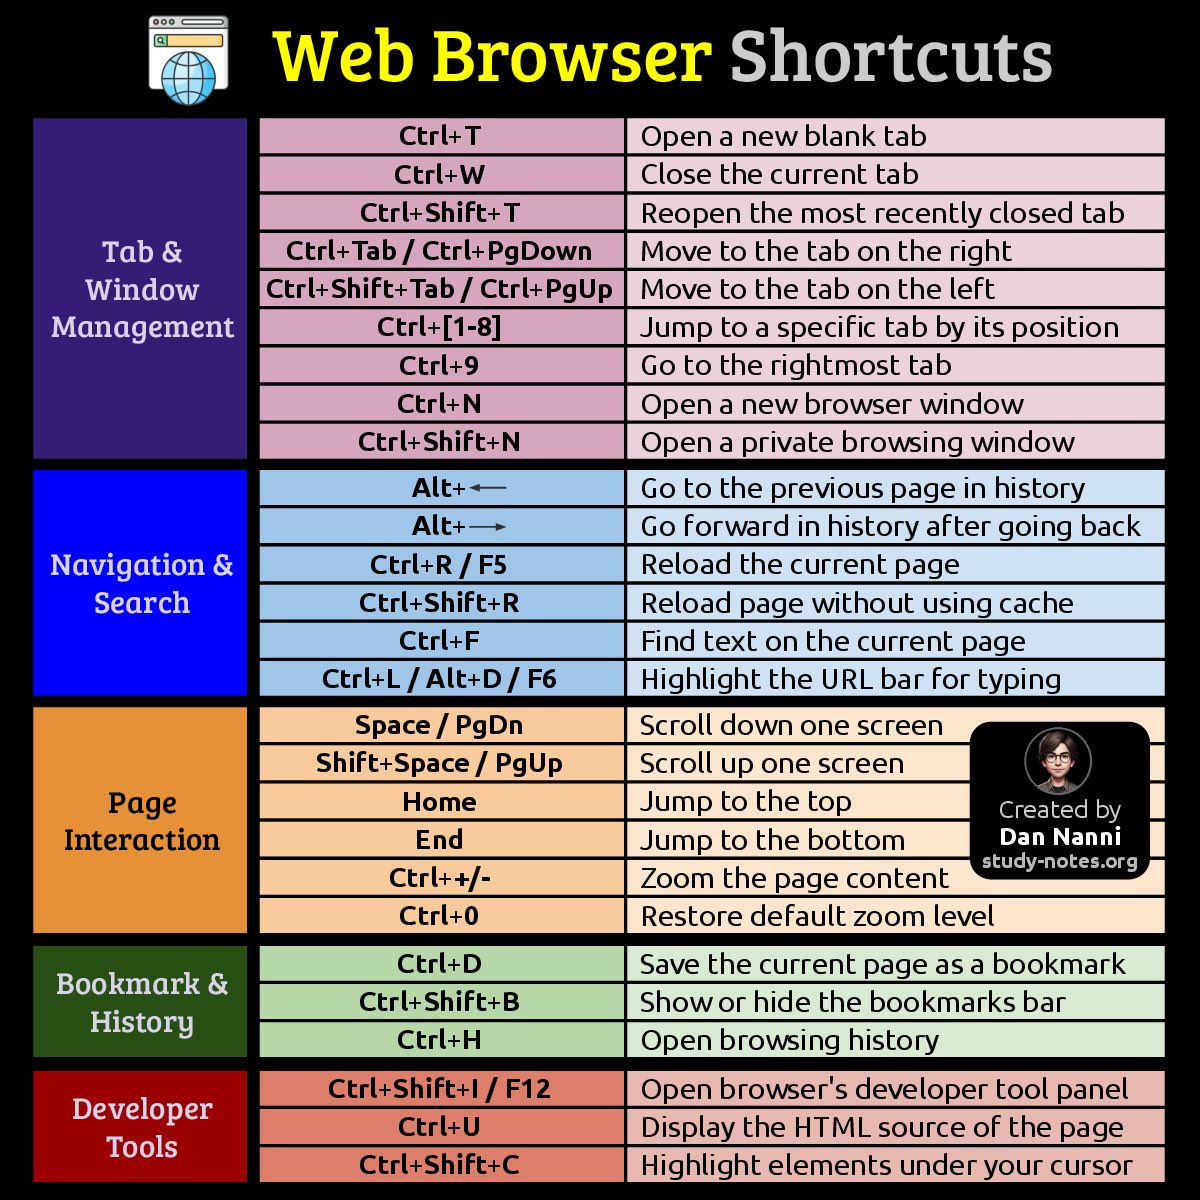 Web Browser Shortcuts
Tab &
Window
Management
Ctrl+T Open a new blank tab
Ctrl+W Close the current tab
Ctrl+Shift+T Reopen the most recently closed tab
Ctrl+Tab / Ctrl+PgDown Move to the tab on the right
Ctrl+Shift+Tab / Ctrl+PgUp Move to the tab on the left
Ctrl+[1-8] Jump to a specific tab by its position
Ctrl+9 Go to the rightmost tab
Ctrl+N Open a new browser window
Ctrl+Shift+N Open a private browsing window
Navigation &
Search
Alt+← Go to the previous page in history
Alt+→ Go forward in history after going back
Ctrl+R / F5 Reload the current page
Ctrl+Shift+R Reload page without using cache
Ctrl+F Find text on the current page
Ctrl+L / Alt+D / F6 Highlight the URL bar for typing
Page
Interaction
Space / PgDn Scroll down one screen
Shift+Space / PgUp Scroll up one screen
Home Jump to the top
End Jump to the bottom
Ctrl++/- Zoom the page content
Ctrl+0 Restore default zoom level
Created by
Dan Nanni
study-notes.org
Bookmark &
History
Ctrl+D Save the current page as a bookmark
Ctrl+Shift+B Show or hide the bookmarks bar
Ctrl+H Open browsing history
Developer
Tools
Ctrl+Shift+I / F12 Open browser's developer tool panel
Ctrl+U Display the HTML source of the page
Ctrl+Shift+C Highlight elements under your cursor